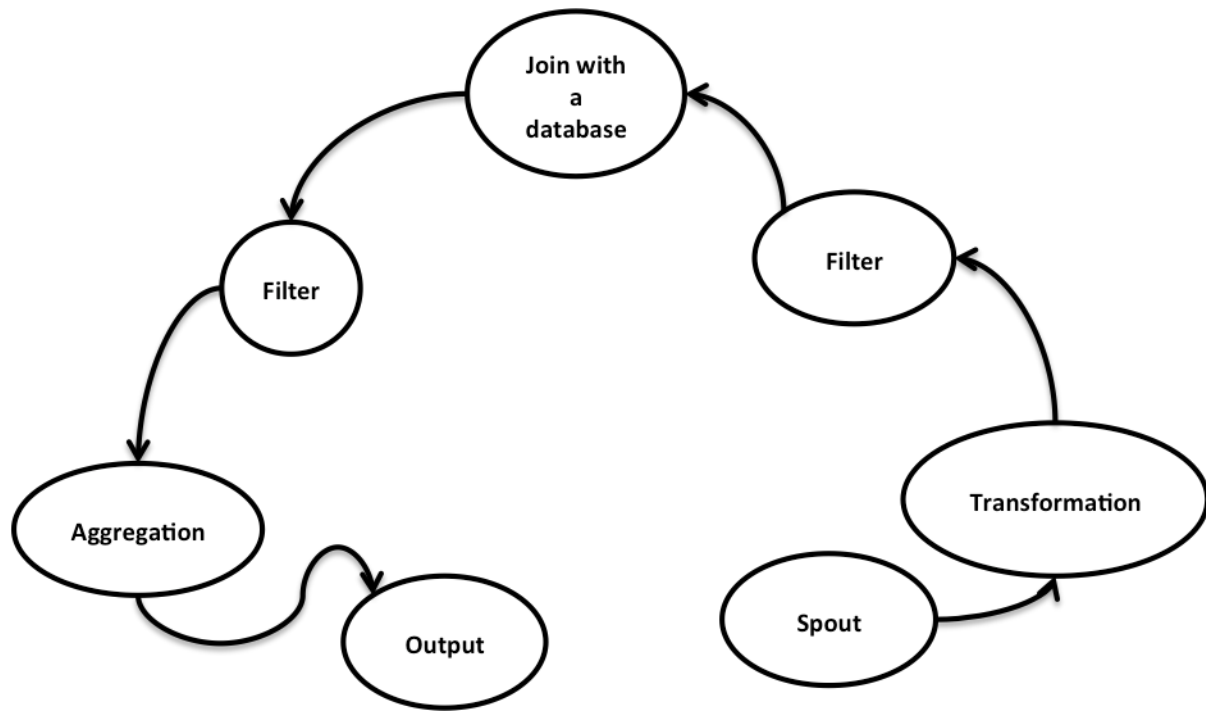 Join with
a
database
Filter
Filter
Aggregation
Transformation
Spout
Output